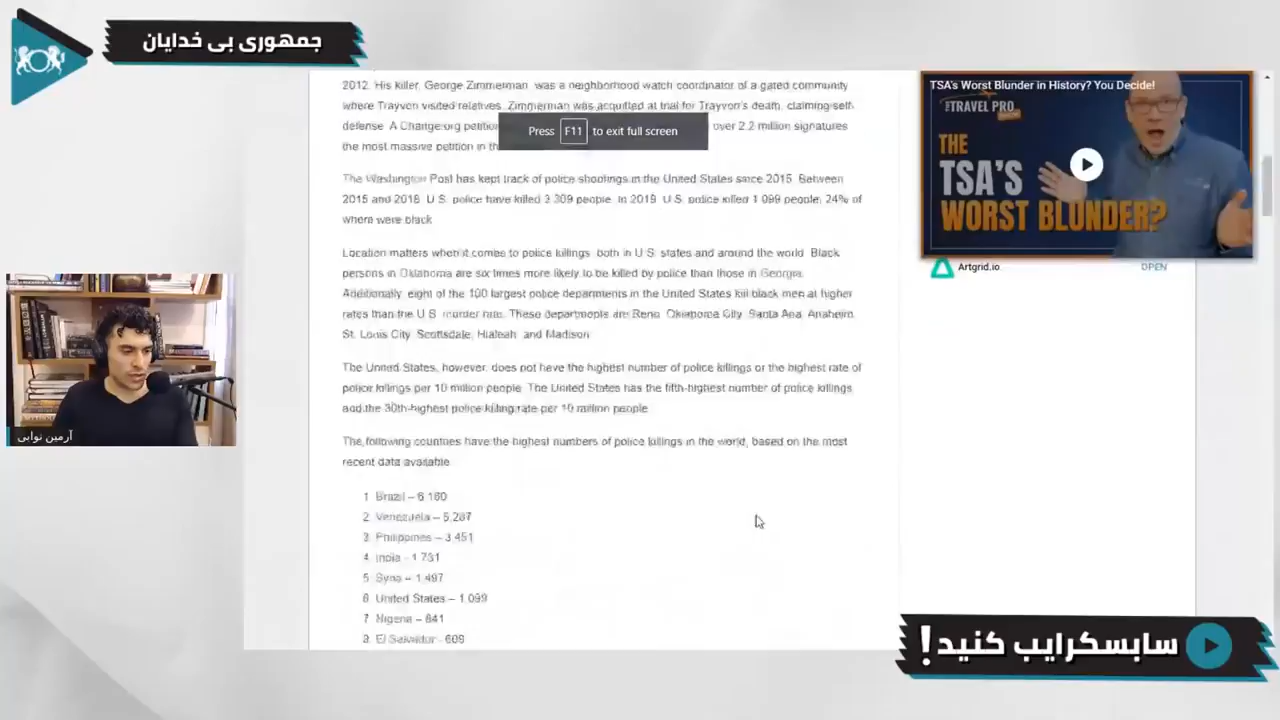 جمهوری بی خدایان
2012. His killer, George Zimmerman, was a neighborhood watch coordinator of a gated community
where Trayvon visited relatives. Zimmerman was acquitted at trial for Trayvon's death, claiming self-
defense. A Change.org petition over 2.2 million signatures
the most massive petition in th
Press F11 to exit full screen
The Washington Post has kept track of police shootings in the United States since 2015. Between
2015 and 2018, U.S. police have killed people. In 2019, U.S. police killed 1,099 people, 24% of
whom were black.
Location matters when it comes to police killings, both in U.S. states and around the world. Black
persons in Oklahoma are six times more likely to be killed by police than those in Georgia.
Additionally, eight of the 100 largest police departments in the United States kill black men at higher
rates than the U.S. murder rate. These departments are Reno, Oklahoma City, Santa Ana, Anaheim,
St. Louis City, Scottsdale, Hialeah, and Madison.
The United States, however, does not have the highest number of police killings or the highest rate of
police killings per 10 million people. The United States has the fifth-highest number of police killings
and the 30th-highest police killing rate per 10 million people.
The following countries have the highest numbers of police killings in the world, based on the most
recent data available:
1. Brazil – 6,160
2. Venezuela – 5,287
3. Philippines – 3,451
4. India – 1,731
5. Syria – 1,497
6. United States – 1,099
7. Nigeria – 841
8. El Salvador - 609
TSA's Worst Blunder in History? You Decide!
THE TRAVEL PRO
THE
TSA'S
WORST BLUNDER?
Artgrid.io
OPEN
آرمین نوابی
سابسکرایب کنید!